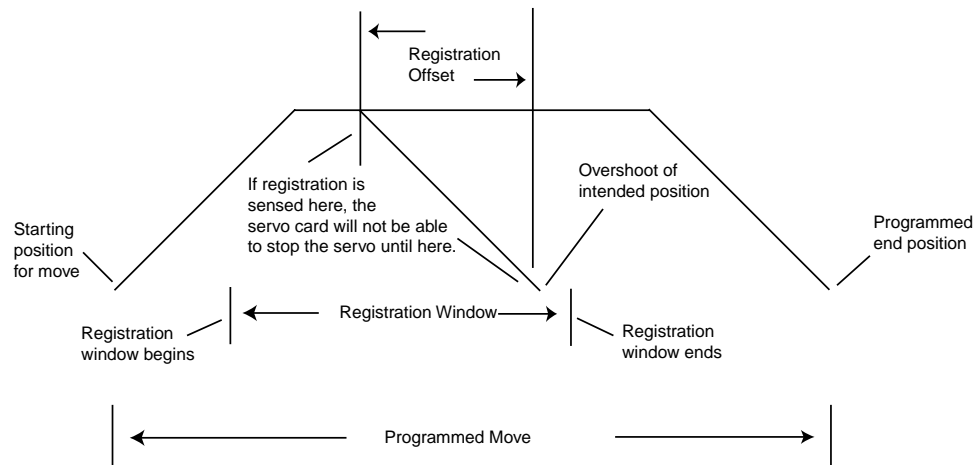 Registration
Offset
If registration is
sensed here, the
servo card will not be able
to stop the servo until here.
Overshoot of
intended position
Starting
position
for move
Programmed
end position
Registration
window begins
Registration Window
Registration
window ends
Programmed Move